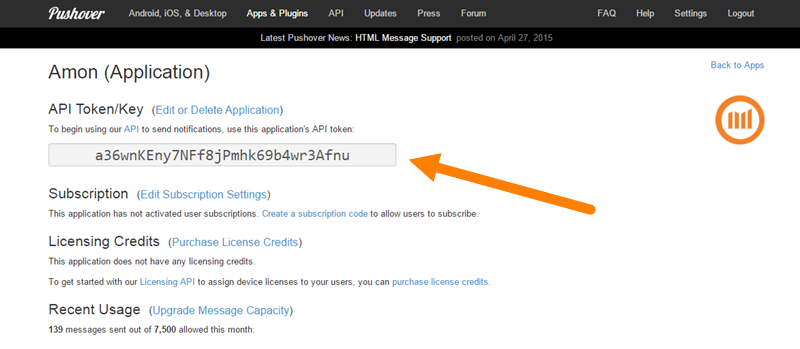 Pushover Android, iOS, & Desktop Apps & Plugins API Updates Press Forum FAQ Help Settings Logout
Latest Pushover News: HTML Message Support posted on April 27, 2015
Amon (Application)
Back to Apps
API Token/Key (Edit or Delete Application)
To begin using our API to send notifications, use this application's API token:
a36wnKEny7NFf8jPmhk69b4wr3Afnu
Subscription (Edit Subscription Settings)
This application has not activated user subscriptions. Create a subscription code to allow users to subscribe.
Licensing Credits (Purchase License Credits)
This application does not have any licensing credits.
To get started with our Licensing API to assign device licenses to your users, you can purchase license credits.
Recent Usage (Upgrade Message Capacity)
139 messages sent out of 7,500 allowed this month: